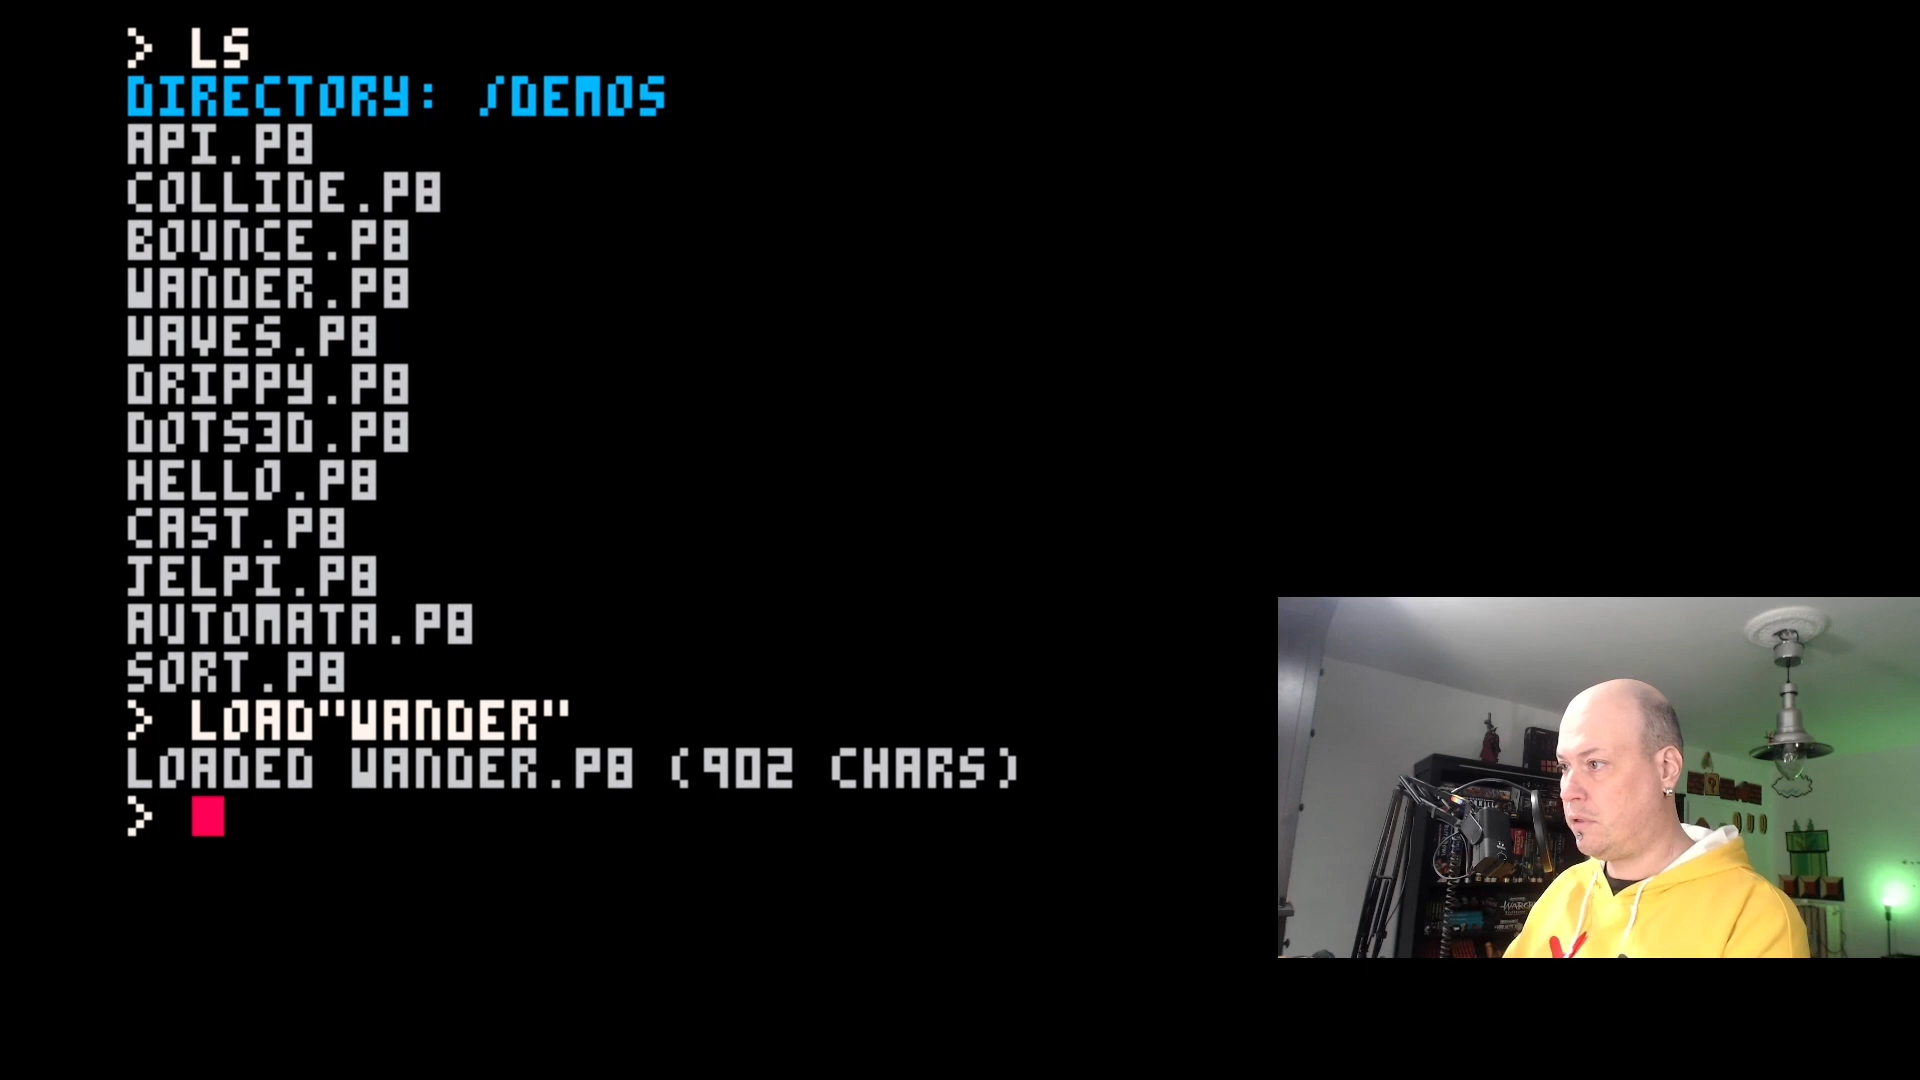 > LS
DIRECTORY: /DEMOS
API.P8
COLLIDE.P8
BOUNCE.P8
WANDER.P8
WAVES.P8
DRIPPY.P8
DOTS3D.P8
HELLO.P8
CAST.P8
JELPI.P8
AUTOMATA.P8
SORT.P8
> LOAD"WANDER"
LOADED WANDER.P8 (902 CHARS)
>